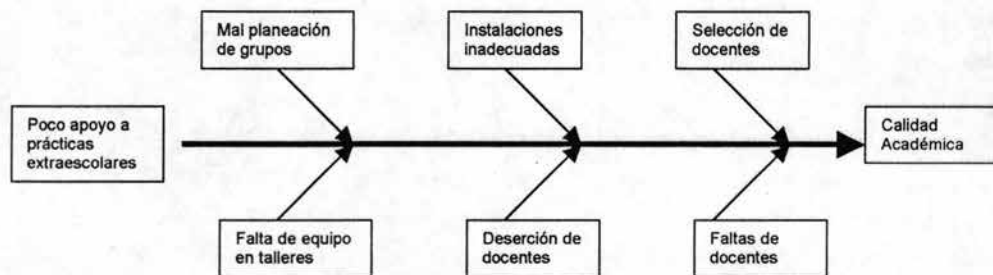 Mal planeación
de grupos
Instalaciones
inadecuadas
Selección de
docentes
Poco apoyo a
prácticas
extraescolares
Calidad
Académica
Falta de equipo
en talleres
Deserción de
docentes
Faltas de
docentes